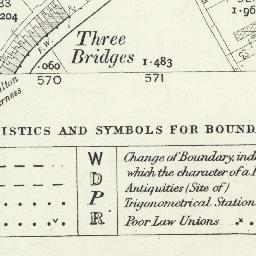 204
1.96
Three
Bridges
F.W.
.060
1.483
570
571
ISTICS AND SYMBOLS FOR BOUND
W
Change of Boundary, ind
which the character of a
D
Antiquities (Site of)
P
Trigonometrical Station
R
Poor Law Unions